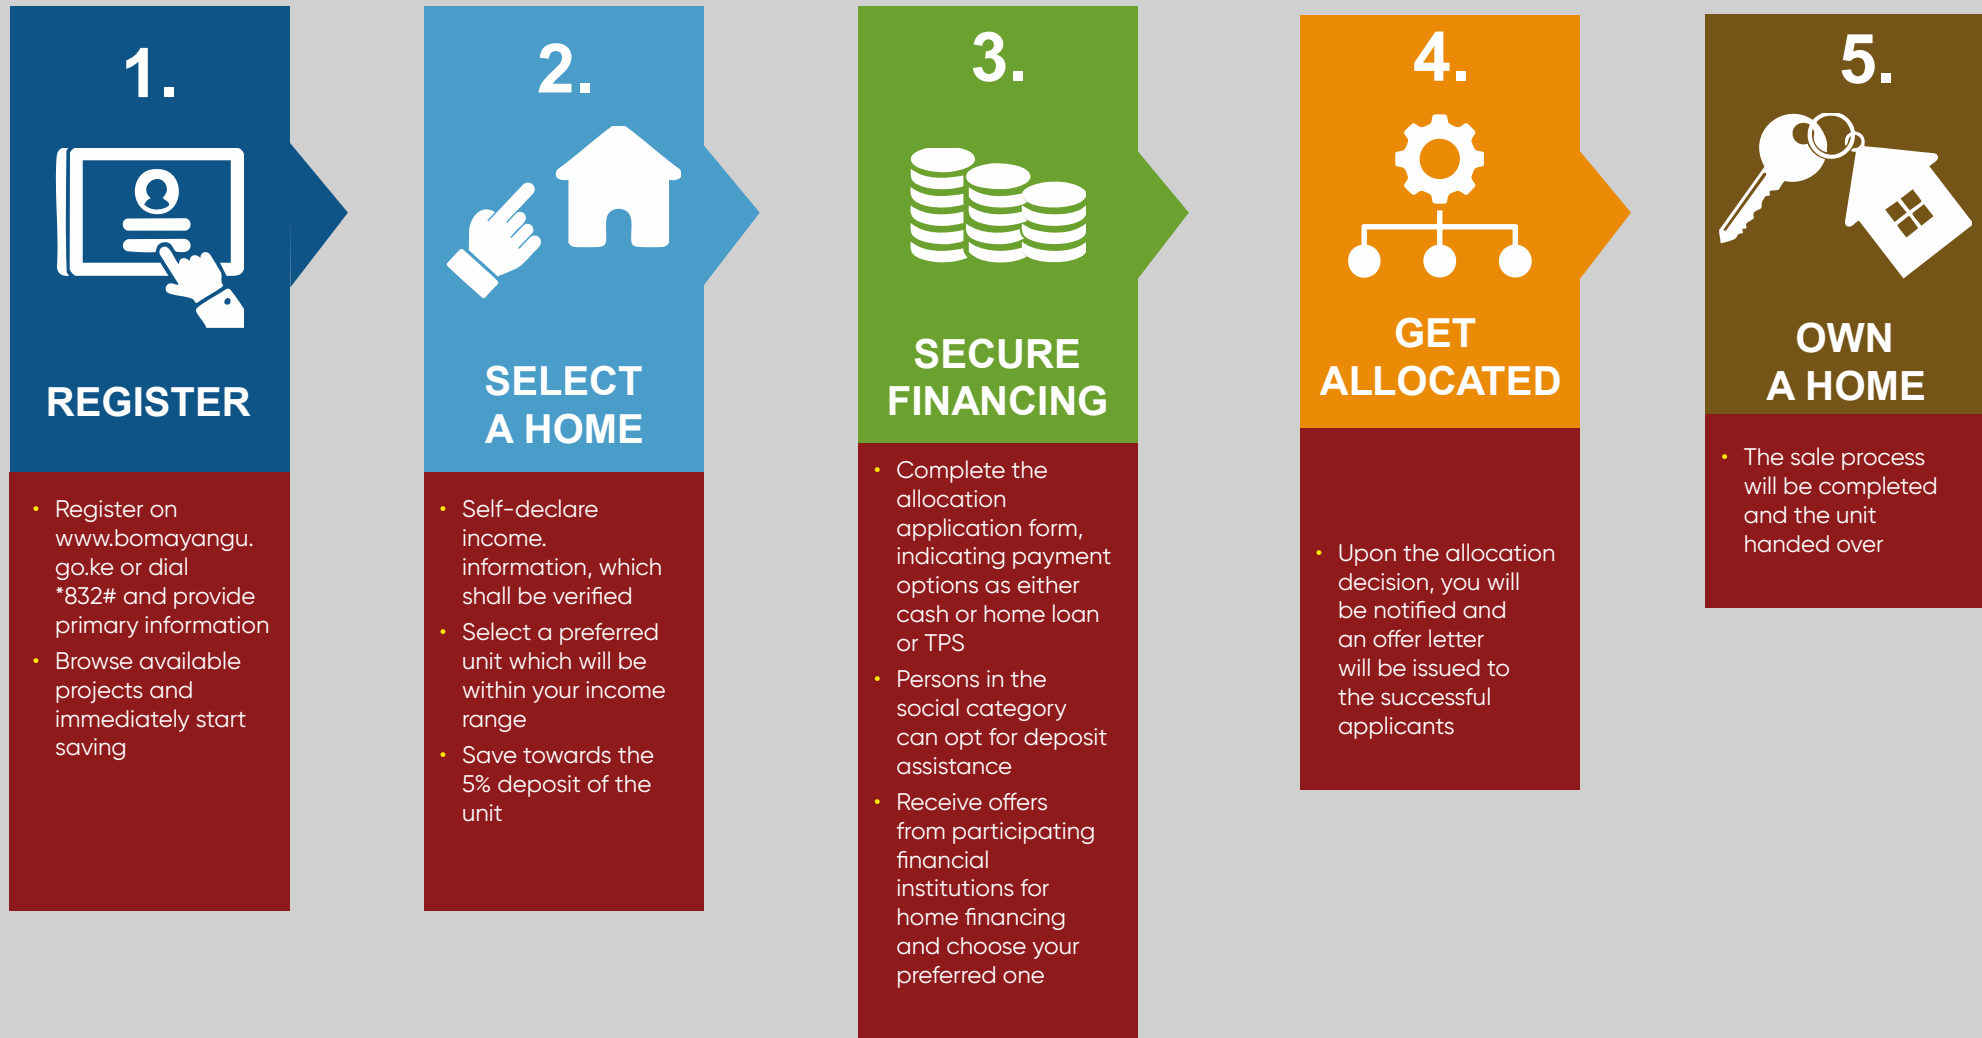 1.
REGISTER
• Register on
www.bomayangu.
go.ke or dial
*832# and provide
primary information
• Browse available
projects and
immediately start
saving
2.
SELECT
A HOME
• Self-declare
income.
information, which
shall be verified
• Select a preferred
unit which will be
within your income
range
• Save towards the
5% deposit of the
unit
3.
SECURE
FINANCING
• Complete the
allocation
application form,
indicating payment
options as either
cash or home loan
or TPS
• Persons in the
social category
can opt for deposit
assistance
• Receive offers
from participating
financial
institutions for
home financing
and choose your
preferred one
4.
GET
ALLOCATED
• Upon the allocation
decision, you will
be notified and
an offer letter
will be issued to
the successful
applicants
5.
OWN
A HOME
• The sale process
will be completed
and the unit
handed over